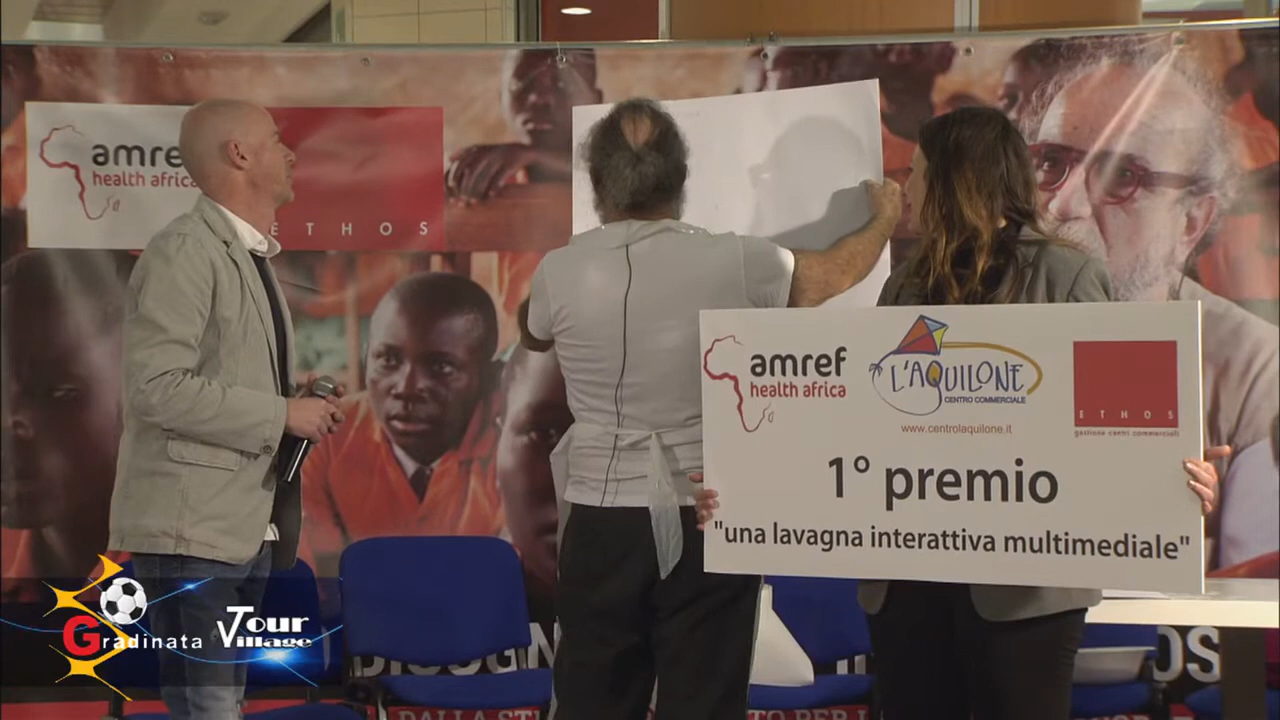 amref
health africa
ETHOS
amref
health africa
L'AQUILONE
CENTRO COMMERCIALE
www.centrolaquilone.it
ETHOS
gestione centri commerciali
1° premio
"una lavagna interattiva multimediale"
Gradinata
Tour
Village